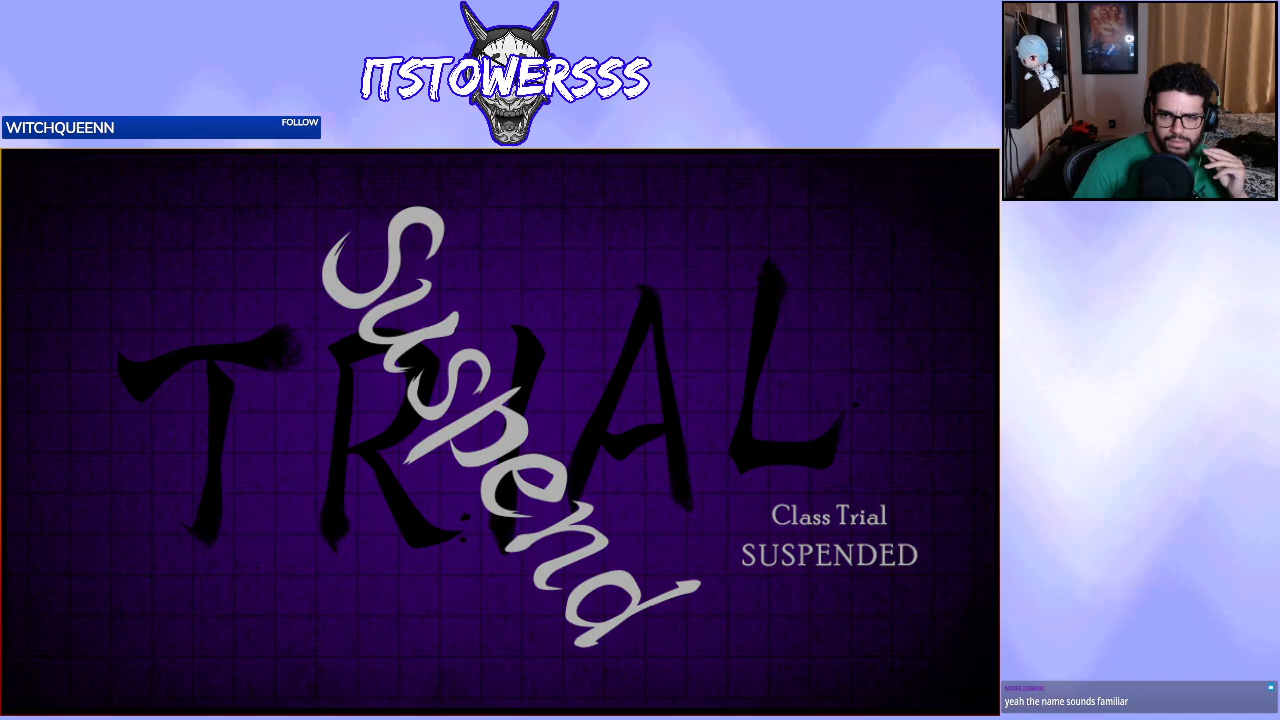 ITSTOWERSSS
WITCHQUEENN
FOLLOW
TRIAL
Suspend
Class Trial
SUSPENDED
yeah the name sounds familiar